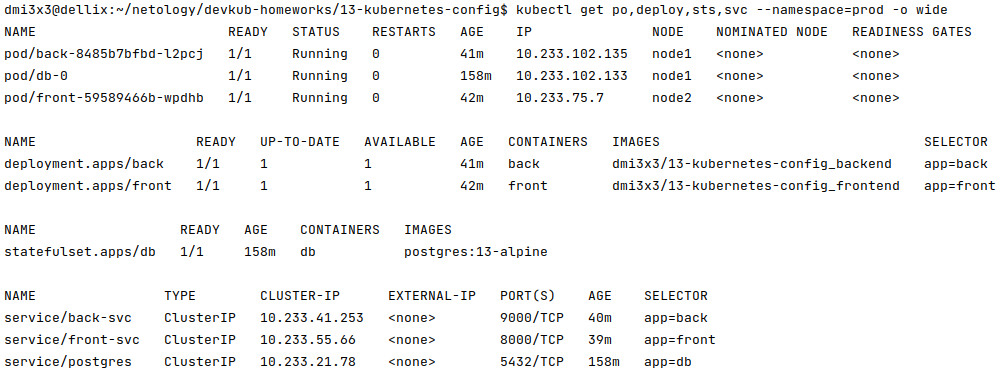 dmi3x3@dellix:~/netology/devkub-homeworks/13-kubernetes-config$ kubectl get po,deploy,sts,svc --namespace=prod -o wide
NAME                        READY   STATUS    RESTARTS   AGE    IP               NODE    NOMINATED NODE   READINESS GATES
pod/back-8485b7bfbd-l2pcj   1/1     Running   0          41m    10.233.102.135   node1   <none>           <none>
pod/db-0                    1/1     Running   0          158m   10.233.102.133   node1   <none>           <none>
pod/front-59589466b-wpdhb   1/1     Running   0          42m    10.233.75.7      node2   <none>           <none>

NAME                    READY   UP-TO-DATE   AVAILABLE   AGE   CONTAINERS   IMAGES                                 SELECTOR
deployment.apps/back    1/1     1            1           41m   back         dmi3x3/13-kubernetes-config_backend    app=back
deployment.apps/front   1/1     1            1           42m   front        dmi3x3/13-kubernetes-config_frontend   app=front

NAME                  READY   AGE    CONTAINERS   IMAGES
statefulset.apps/db   1/1     158m   db           postgres:13-alpine

NAME                TYPE        CLUSTER-IP      EXTERNAL-IP   PORT(S)    AGE    SELECTOR
service/back-svc    ClusterIP   10.233.41.253   <none>        9000/TCP   40m    app=back
service/front-svc   ClusterIP   10.233.55.66    <none>        8000/TCP   39m    app=front
service/postgres    ClusterIP   10.233.21.78    <none>        5432/TCP   158m   app=db